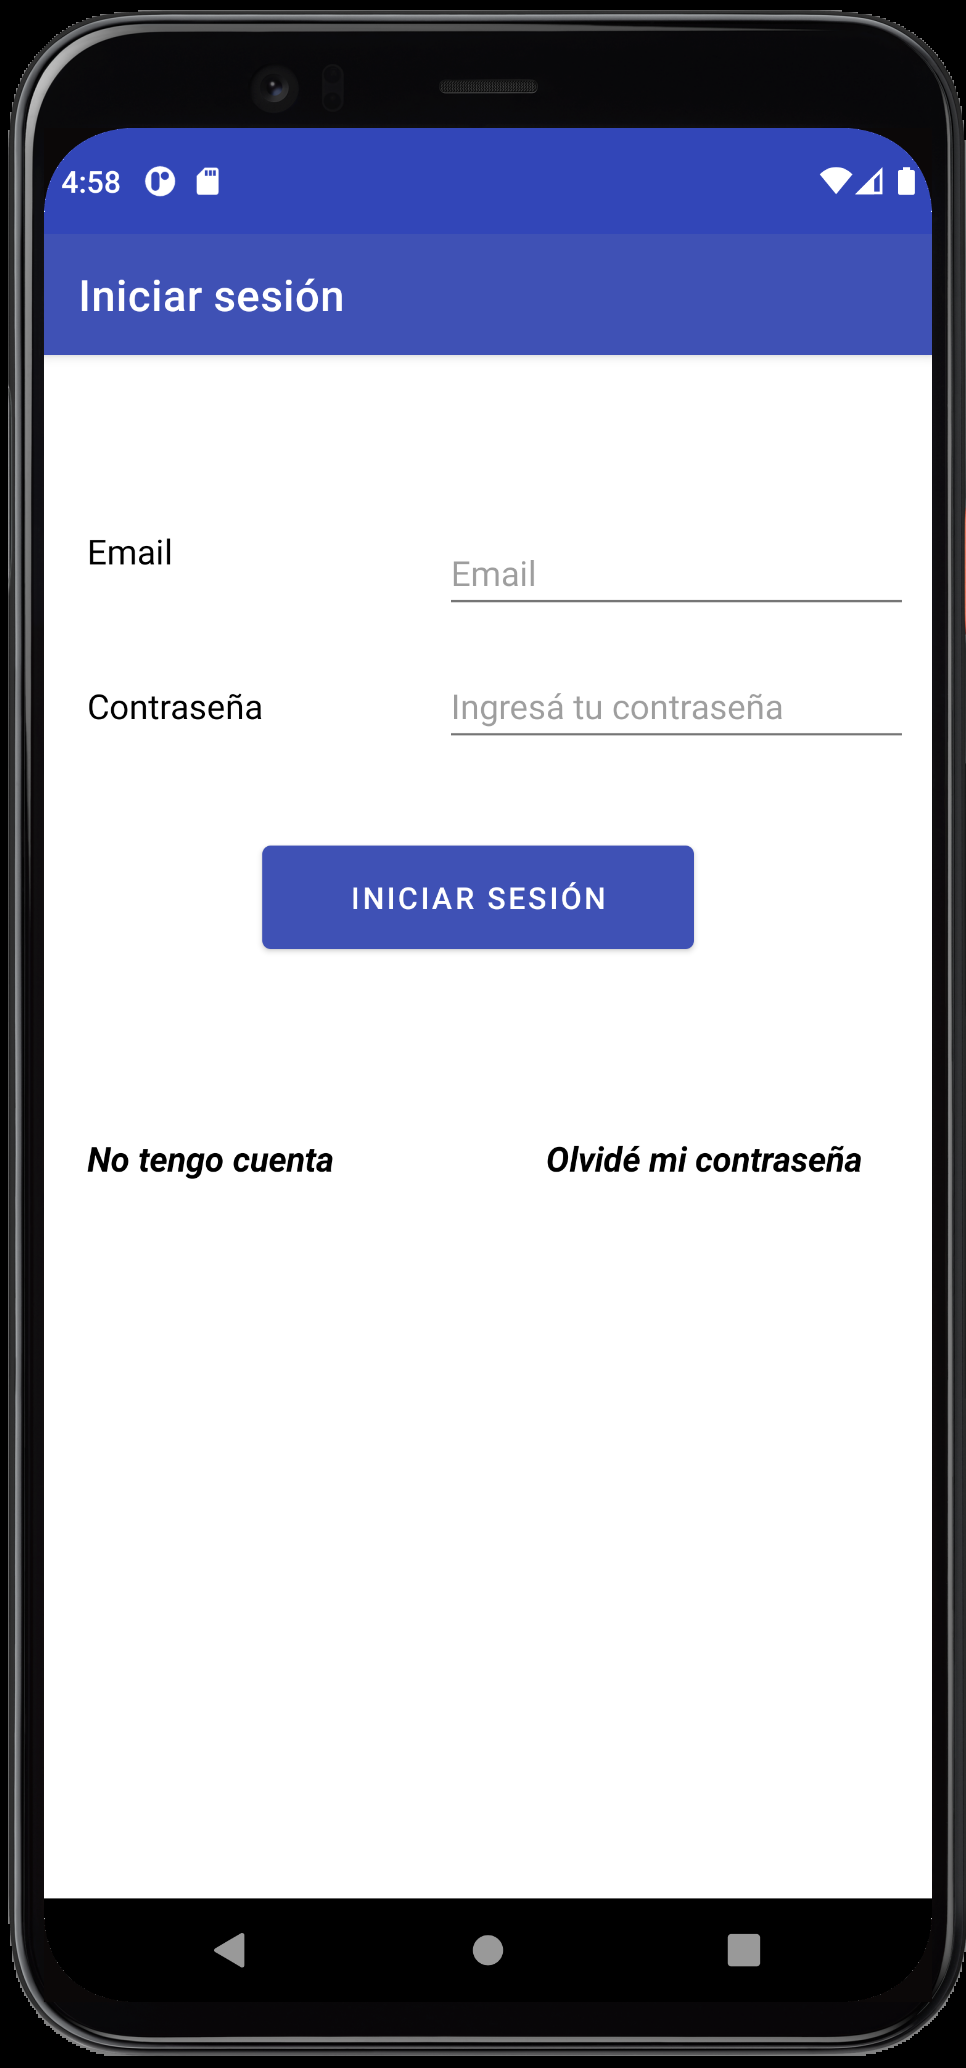 4:58
Iniciar sesión
Email
Email
Contraseña
Ingresá tu contraseña
INICIAR SESIÓN
No tengo cuenta
Olvidé mi contraseña